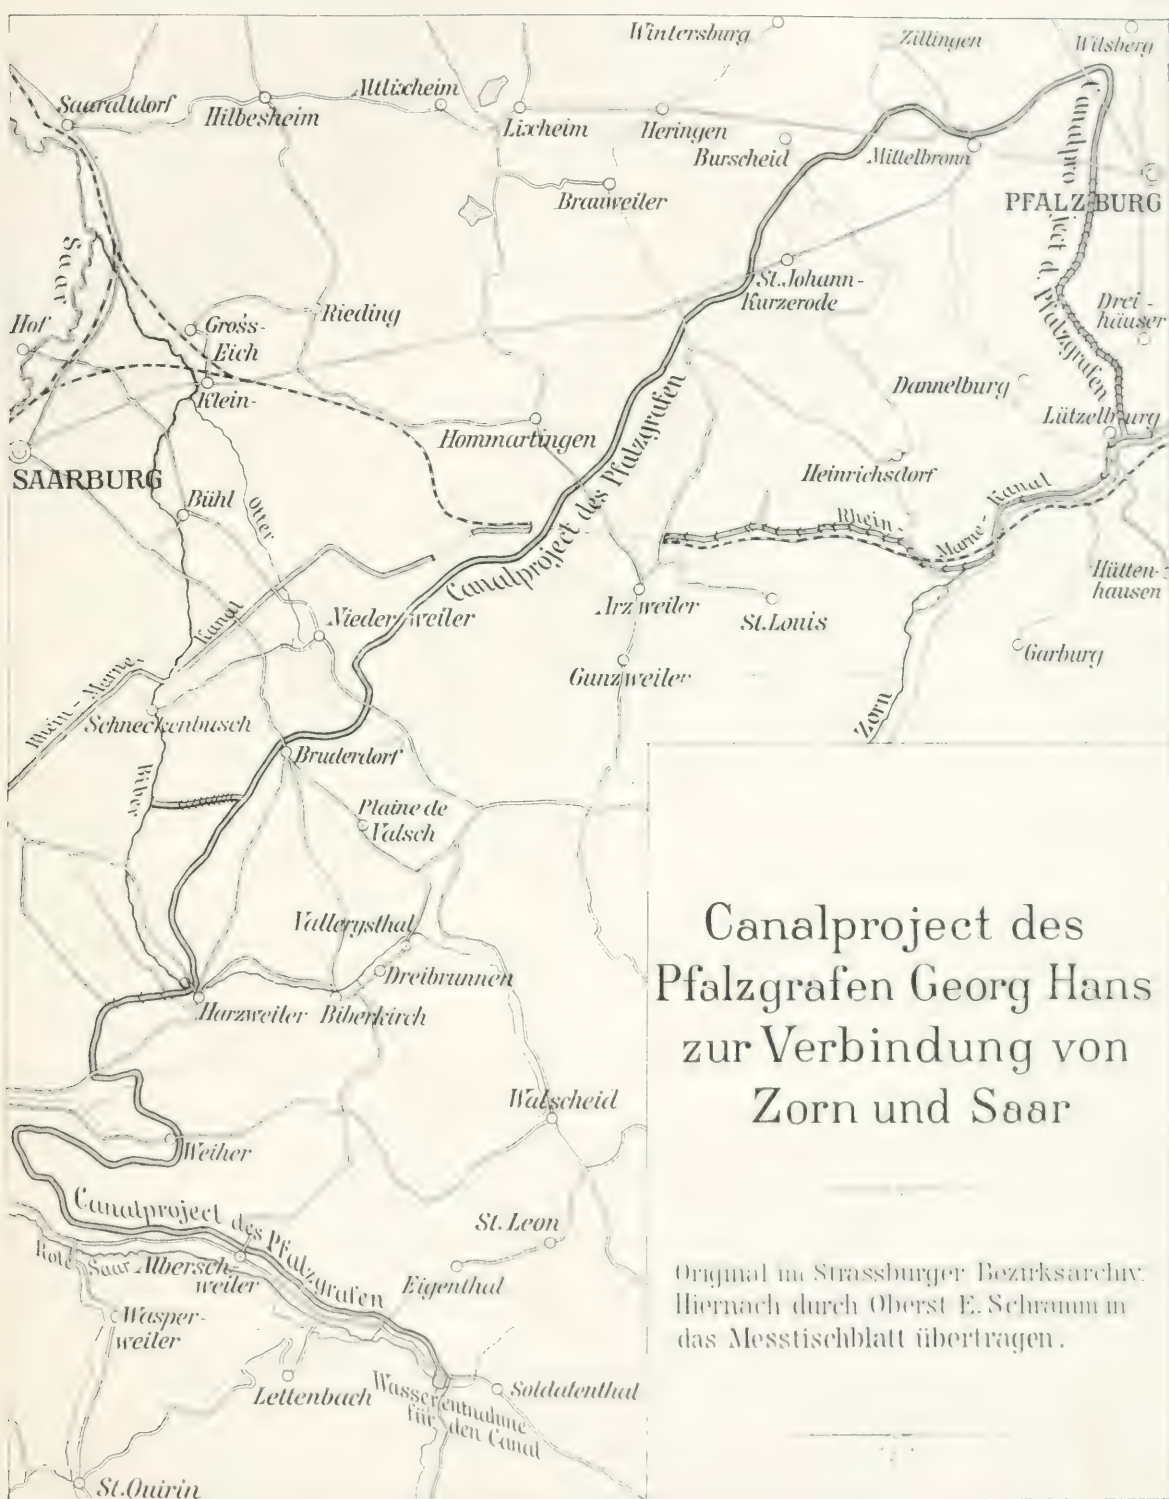 Wintersburg
Zillingen
Wilsberg
Saaraltdorf
Hilbesheim
Altlixheim
Lixheim
Heringen
Burscheid
Mittelbronn
Brauweiler
PFALZBURG
Canalproject d. Pfalzgrafen
Saar
Hof
Gross-
Eich
Klein-
Rieding
St. Johann-
Kurzerode
Drei-
häuser
Dannelburg
Lützelburg
Hommartingen
Heinrichsdorf
SAARBURG
Bühl
Otter
Canalproject des Pfalzgrafen
Rhein-
Marne-Kanal
Hütten-
hausen
Niederweiler
Arzweiler
St. Louis
Garburg
Gunzweiler
Rhein-Marne-
Kanal
Schneckenbusch
Zorn
Bruderdorf
Biber
Plaine de
Valsch
Vallerysthal
Dreibrunnen
Harzweiler
Biberkirch
Walscheid
Weiher
Canalproject des Pfalzgrafen
St. Leon
Rote Saar
Albersch-
weiler
Eigenthal
Wasper-
weiler
Lettenbach
Wasserentnahme
für den Canal
Soldatenthal
St. Quirin
Canalproject des
Pfalzgrafen Georg Hans
zur Verbindung von
Zorn und Saar
Original im Strassburger Bezirksarchiv.
Hiernach durch Oberst E. Schramm in
das Messtischblatt übertragen.